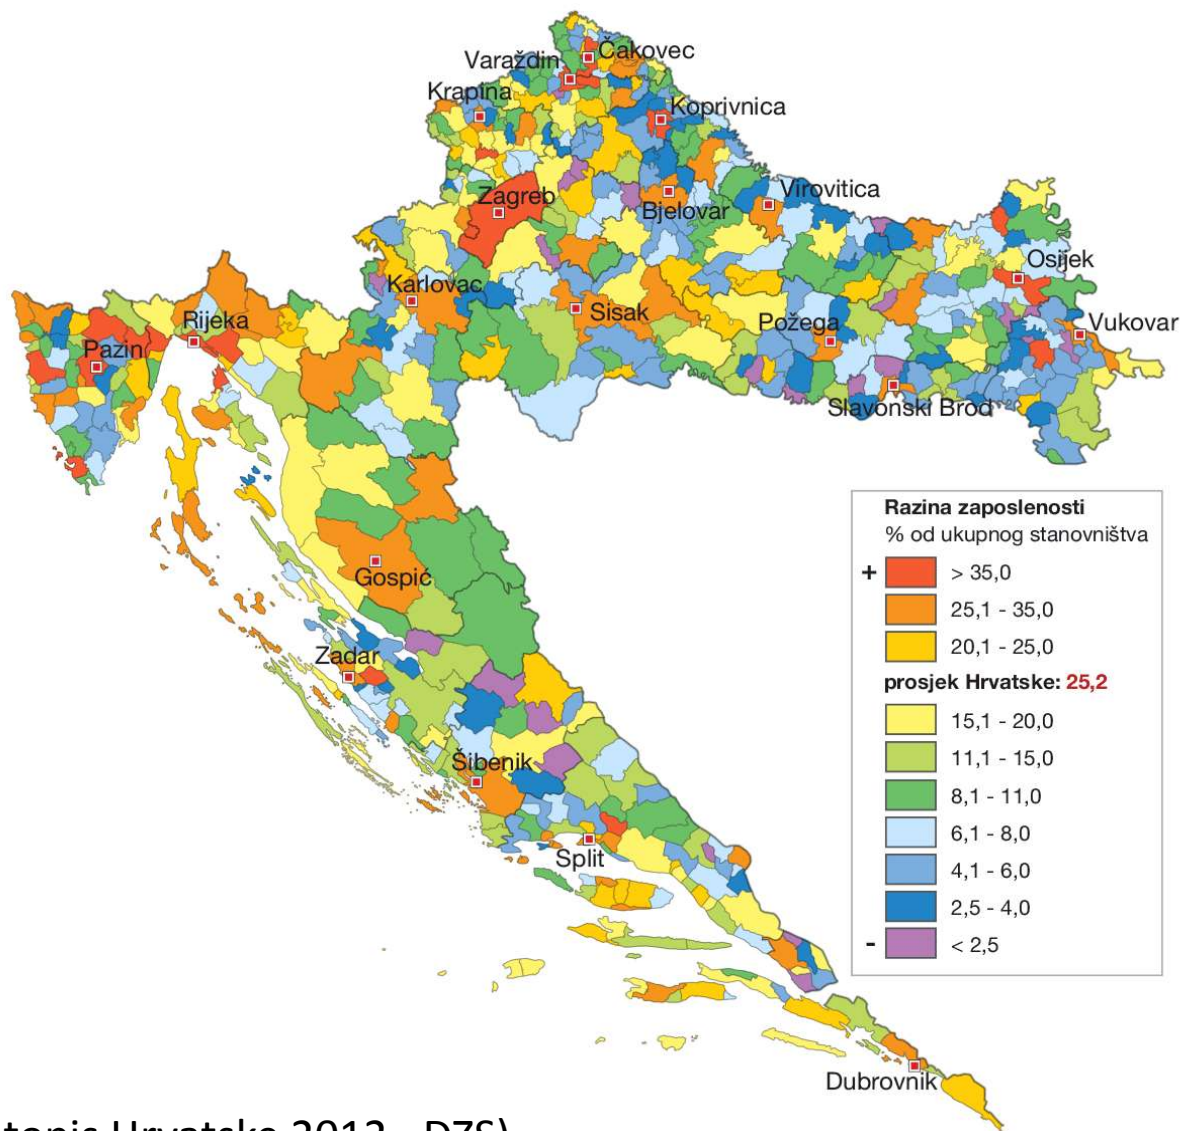 Čakovec
Varaždin
Krapina
Koprivnica
Zagreb
Virovitica
Bjelovar
Osijek
Karlovac
Rijeka
Sisak
Požega
Vukovar
Pazin
Slavonski Brod
Gospić
Zadar
Šibenik
Split
Dubrovnik
Razina zaposlenosti
% od ukupnog stanovništva
+ > 35,0
25,1 - 35,0
20,1 - 25,0
prosjek Hrvatske: 25,2
15,1 - 20,0
11,1 - 15,0
8,1 - 11,0
6,1 - 8,0
4,1 - 6,0
2,5 - 4,0
- < 2,5